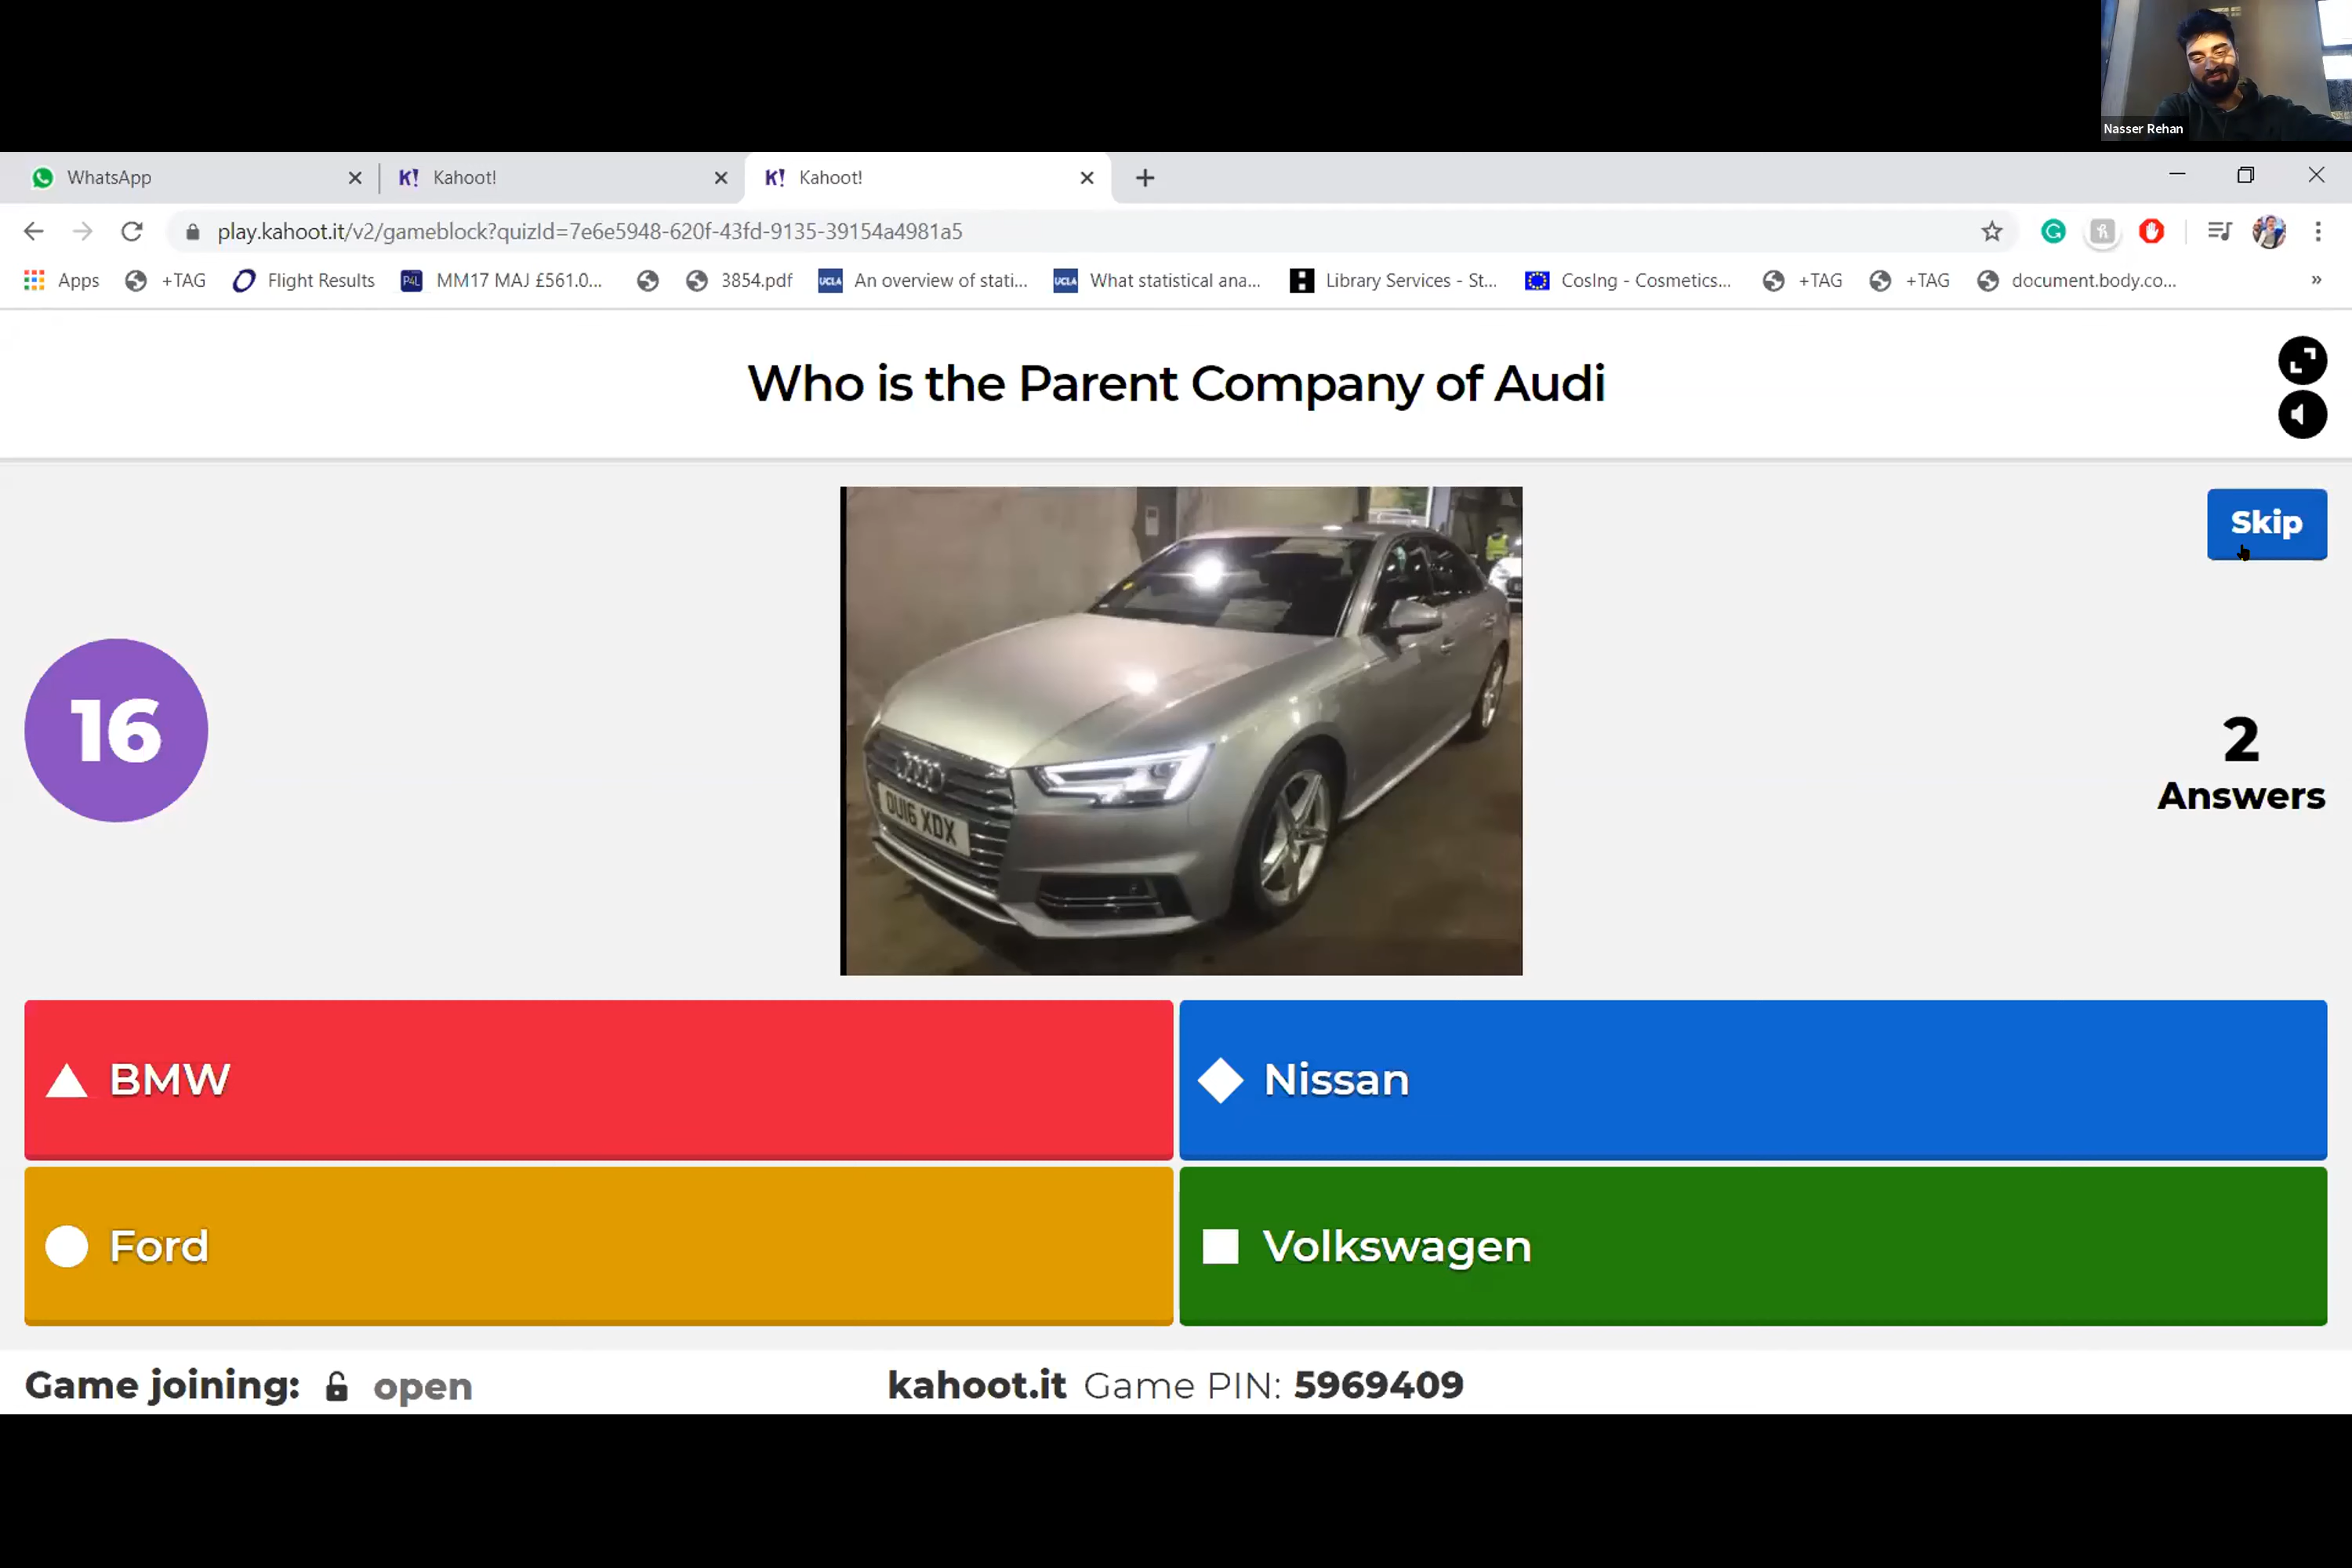 Nasser Rehan
WhatsApp
K! Kahoot!
K! Kahoot!
play.kahoot.it/v2/gameblock?quizId=7e6e5948-620f-43fd-9135-39154a4981a5
Apps +TAG Flight Results P4L MM17 MAJ £561.0... 3854.pdf UCLA An overview of stati... UCLA What statistical ana... Library Services - St... CosIng - Cosmetics... +TAG +TAG document.body.co... »
Who is the Parent Company of Audi
Skip
16
OU16 XDX
2
Answers
BMW
Nissan
Ford
Volkswagen
Game joining: open
kahoot.it Game PIN: 5969409